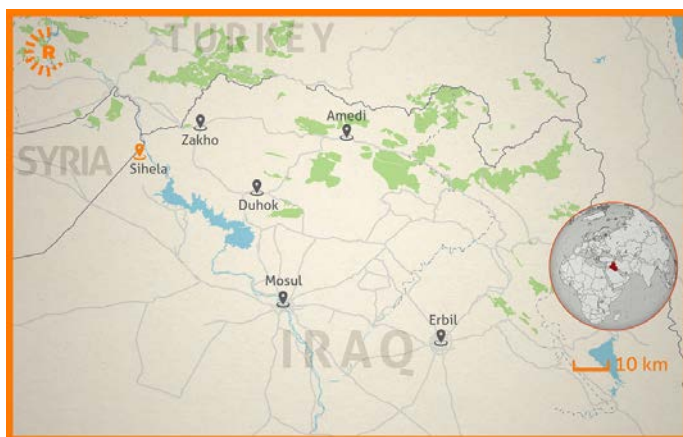 TURKEY
R
Amedi
Zakho
SYRIA
Sihela
Duhok
Mosul
Erbil
IRAQ
10 km